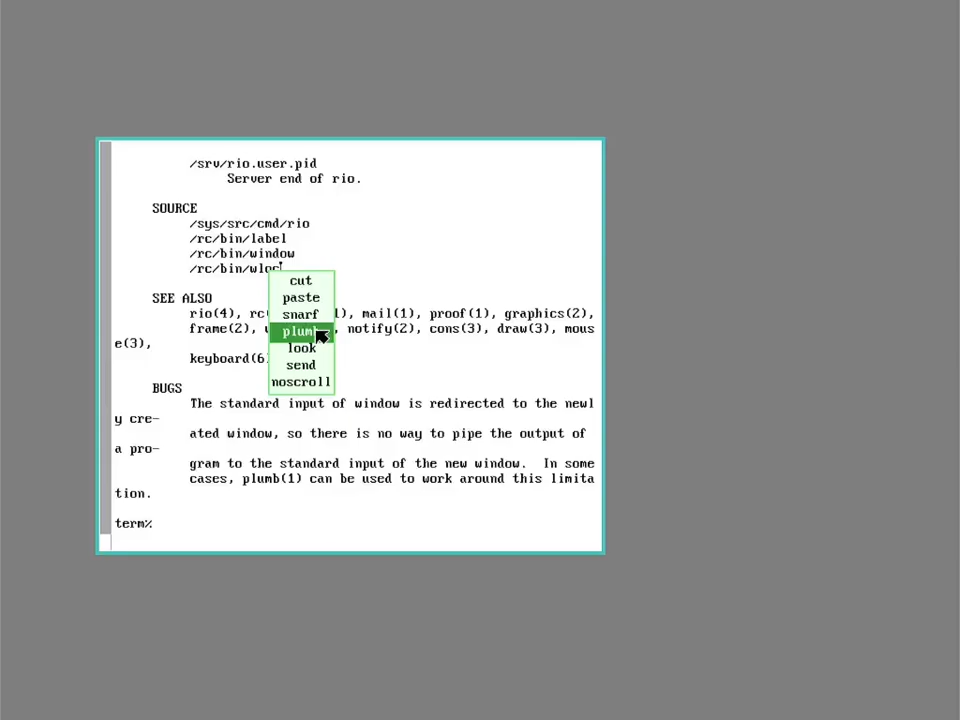 /srv/rio.user.pid
Server end of rio.
SOURCE
/sys/src/cmd/rio
/rc/bin/label
/rc/bin/window
/rc/bin/wloc
cut
paste
snarf
plumb
look
send
noscroll
SEE ALSO
rio(4), mail(1), proof(1), graphics(2),
frame(2), notify(2), cons(3), draw(3), mous
e(3),
BUGS
The standard input of window is redirected to the newl
y cre-
ated window, so there is no way to pipe the output of
a pro-
gram to the standard input of the new window. In some
cases, plumb(1) can be used to work around this limita
tion.
term%